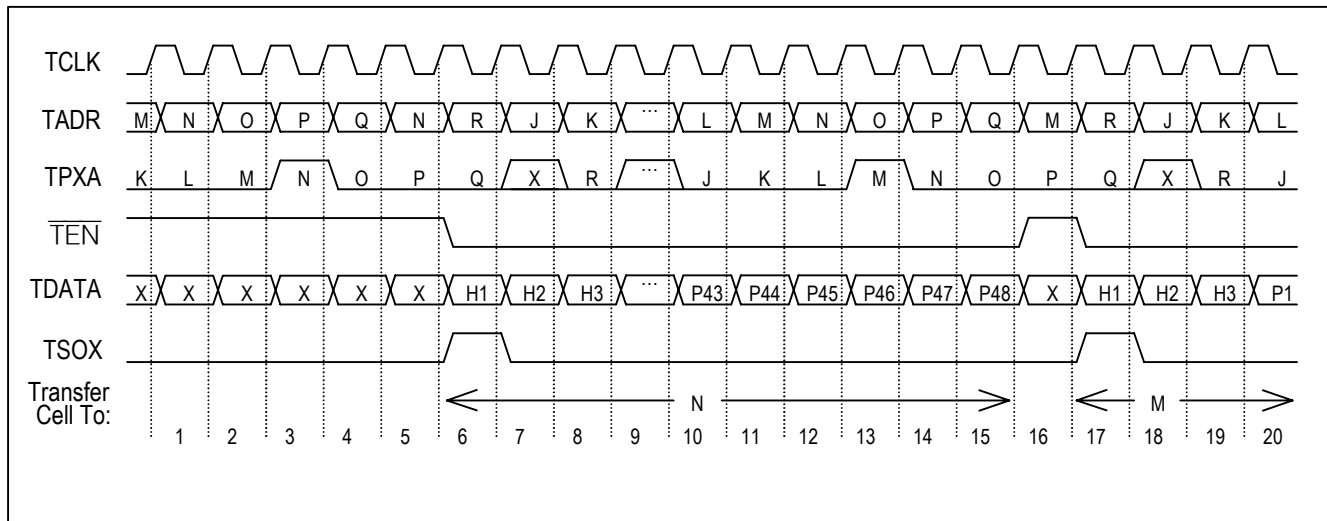 TCLK
TADR M N O P Q N R J K ... L M N O P Q M R J K L
TPXA K L M N O P Q X R ... J K L M N O P Q X R J
TEN
TDATA X X X X X X H1 H2 H3 ... P43 P44 P45 P46 P47 P48 X H1 H2 H3 P1
TSOX
Transfer
Cell To: N M
1 2 3 4 5 6 7 8 9 10 11 12 13 14 15 16 17 18 19 20